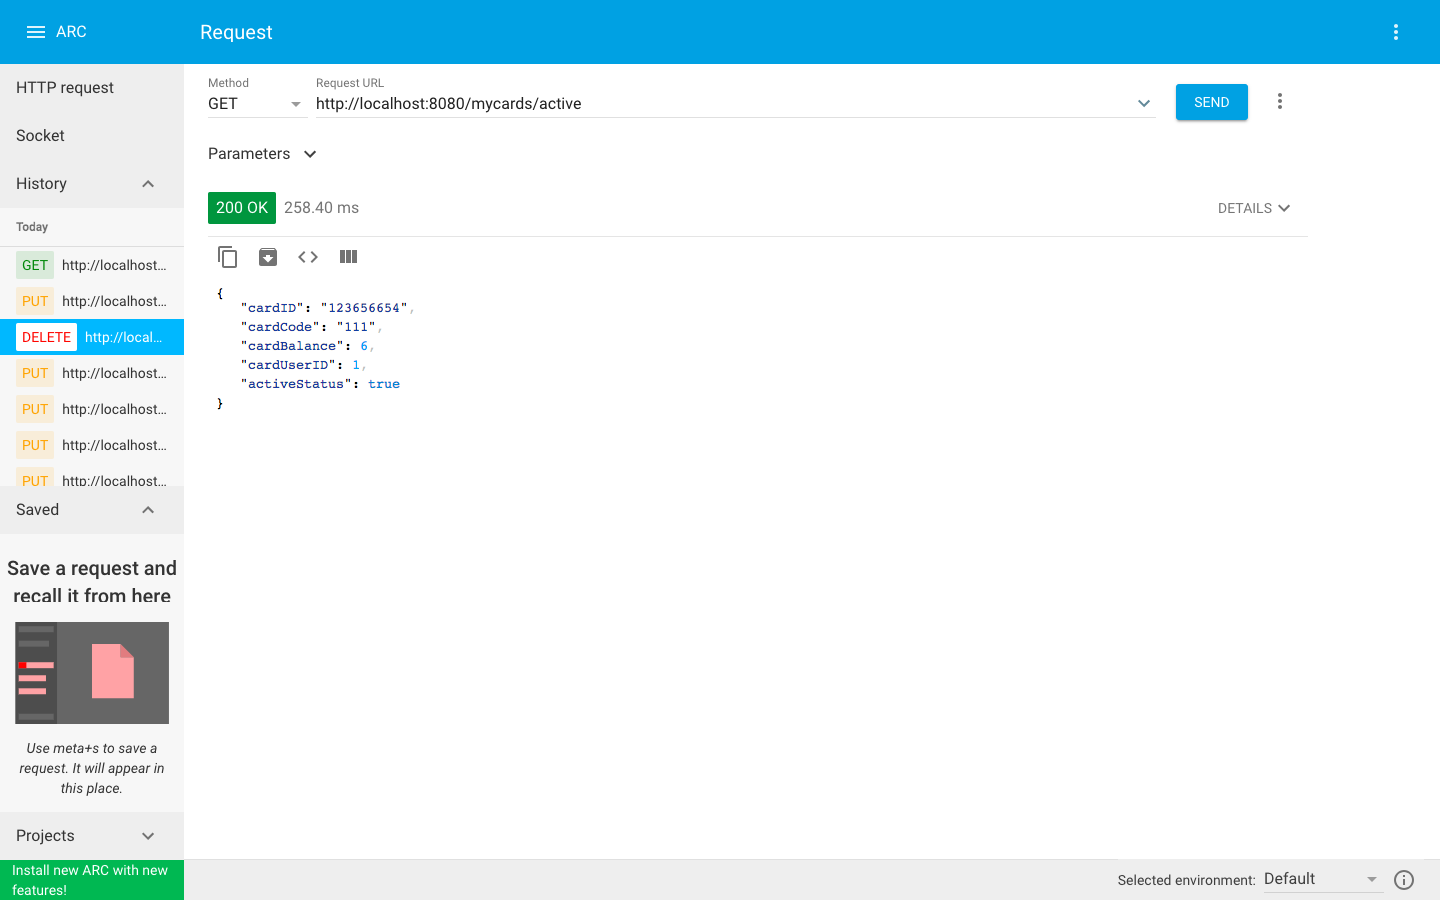 ARC
Request
HTTP request
Socket
History
Today
GET http://localhost...
PUT http://localhost...
DELETE http://local...
PUT http://localhost...
PUT http://localhost...
PUT http://localhost...
PUT http://localhost...
Saved
Save a request and
recall it from here
Use meta+s to save a
request. It will appear in
this place.
Projects
Install new ARC with new
features!
Method
GET
Request URL
http://localhost:8080/mycards/active
SEND
Parameters
200 OK 258.40 ms
DETAILS
{
"cardID": "123656654",
"cardCode": "111",
"cardBalance": 6,
"cardUserID": 1,
"activeStatus": true
}
Selected environment: Default